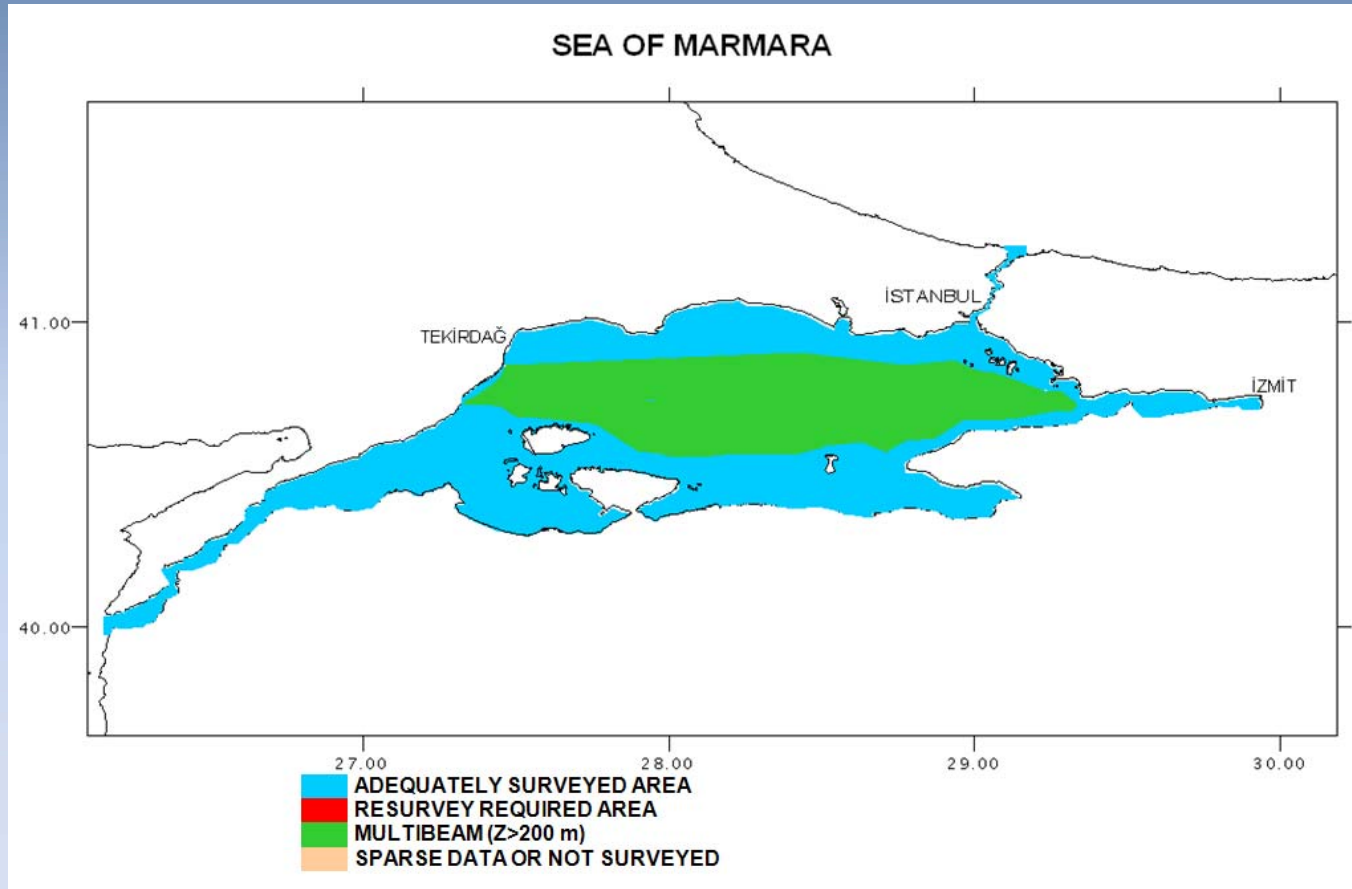 SEA OF MARMARA
İSTANBUL
41.00
TEKİRDAĞ
İZMİT
40.00
27.00 28.00 29.00 30.00
ADEQUATELY SURVEYED AREA
RESURVEY REQUIRED AREA
MULTIBEAM (Z>200 m)
SPARSE DATA OR NOT SURVEYED